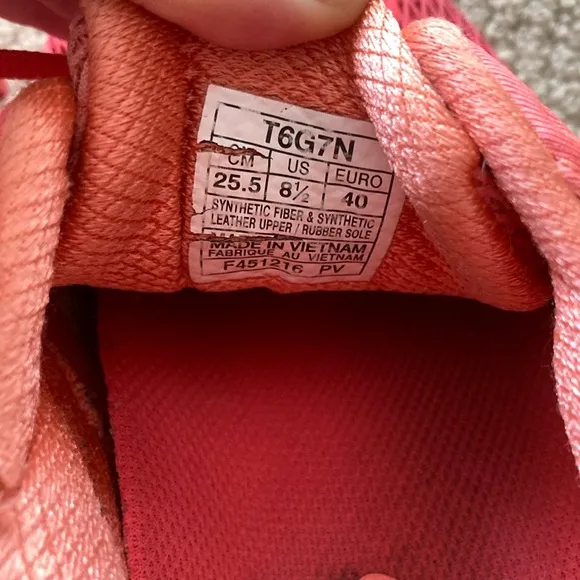 T6G7N
CM US EURO
25.5 8½ 40
SYNTHETIC FIBER & SYNTHETIC
LEATHER UPPER / RUBBER SOLE
MADE IN VIETNAM
FABRIQUE AU VIETNAM
F451216 PV